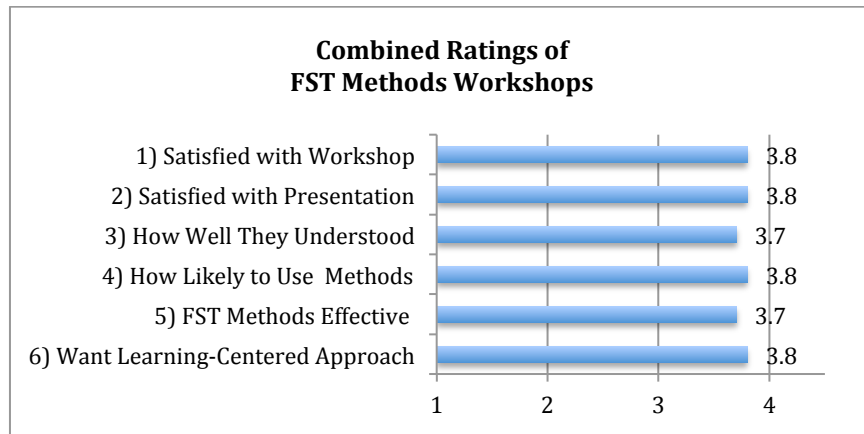 Combined Ratings of
FST Methods Workshops
1) Satisfied with Workshop 3.8
2) Satisfied with Presentation 3.8
3) How Well They Understood 3.7
4) How Likely to Use  Methods 3.8
5) FST Methods Effective 3.7
6) Want Learning-Centered Approach 3.8
1 2 3 4